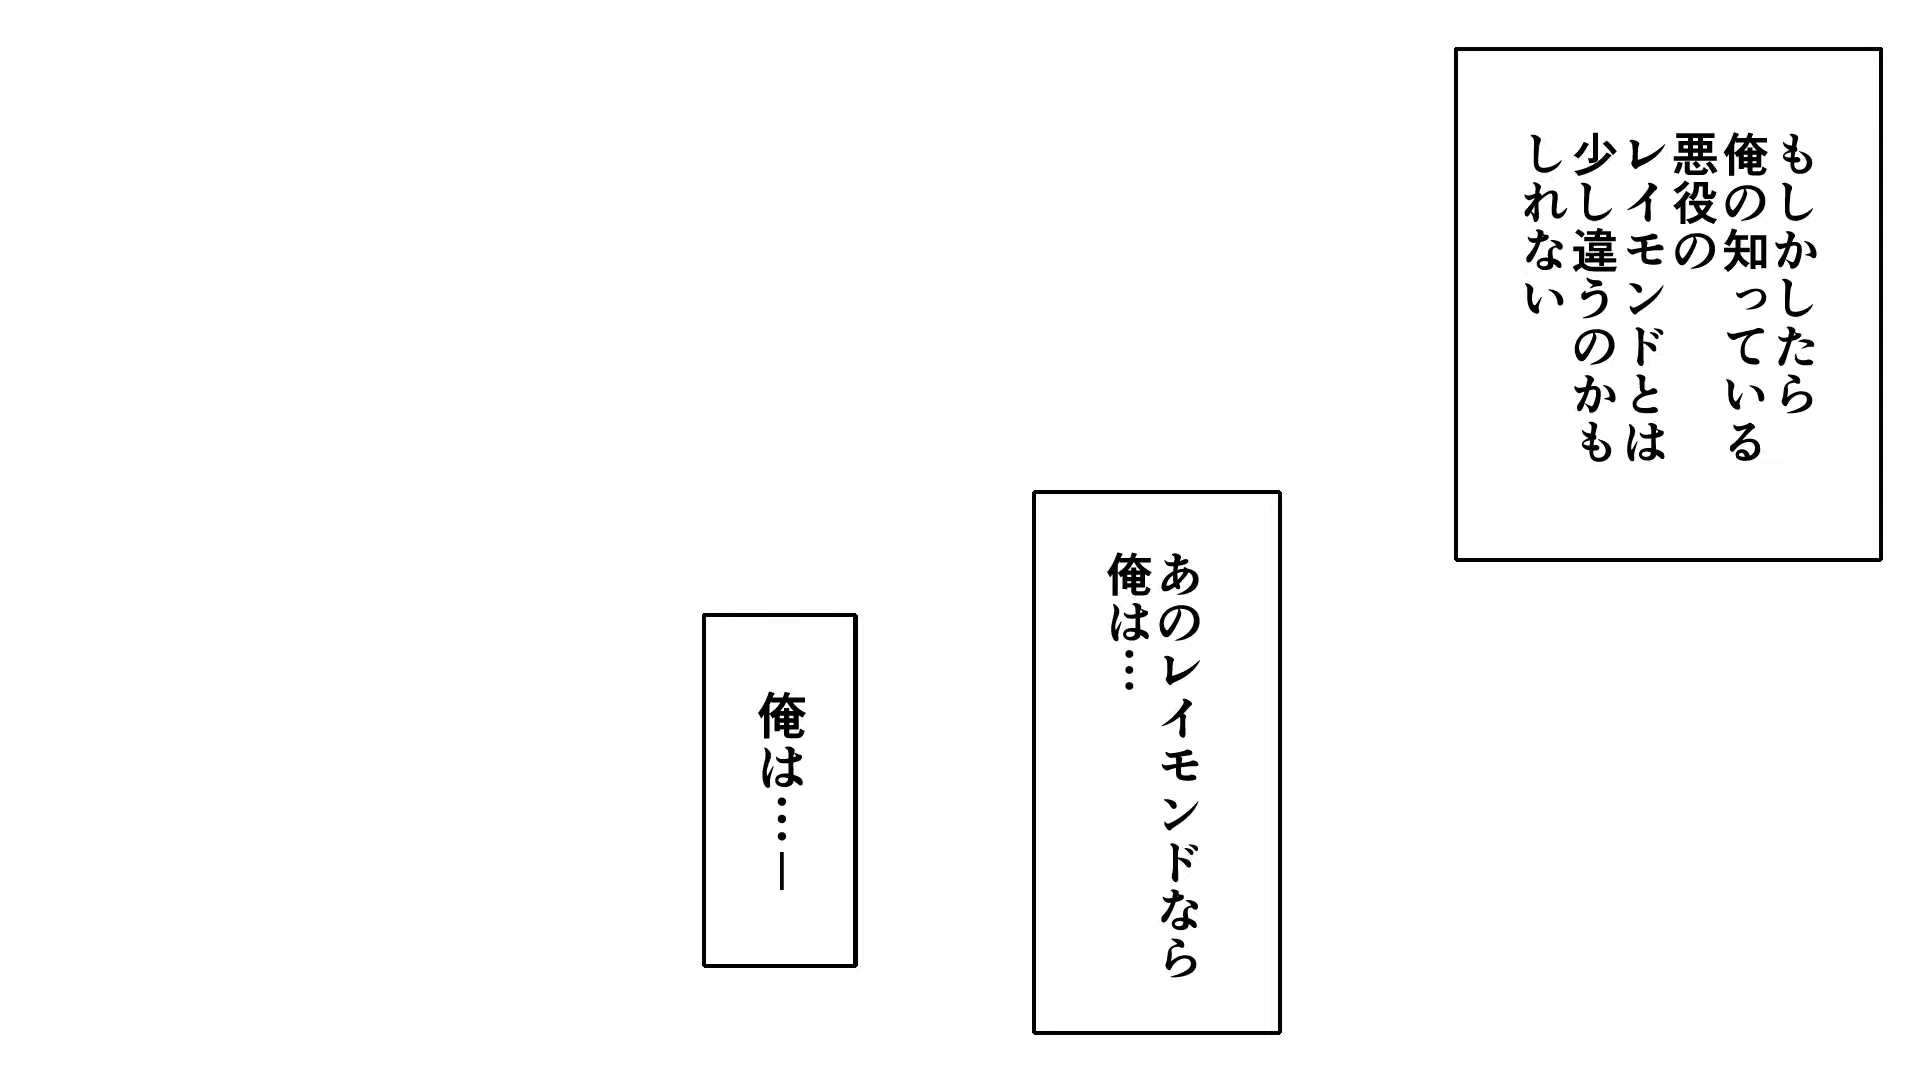 もしかしたら
俺の知っている
悪役の
レイモンドとは
少し違うのかも
しれない
あのレイモンドなら
俺は…
俺は…―